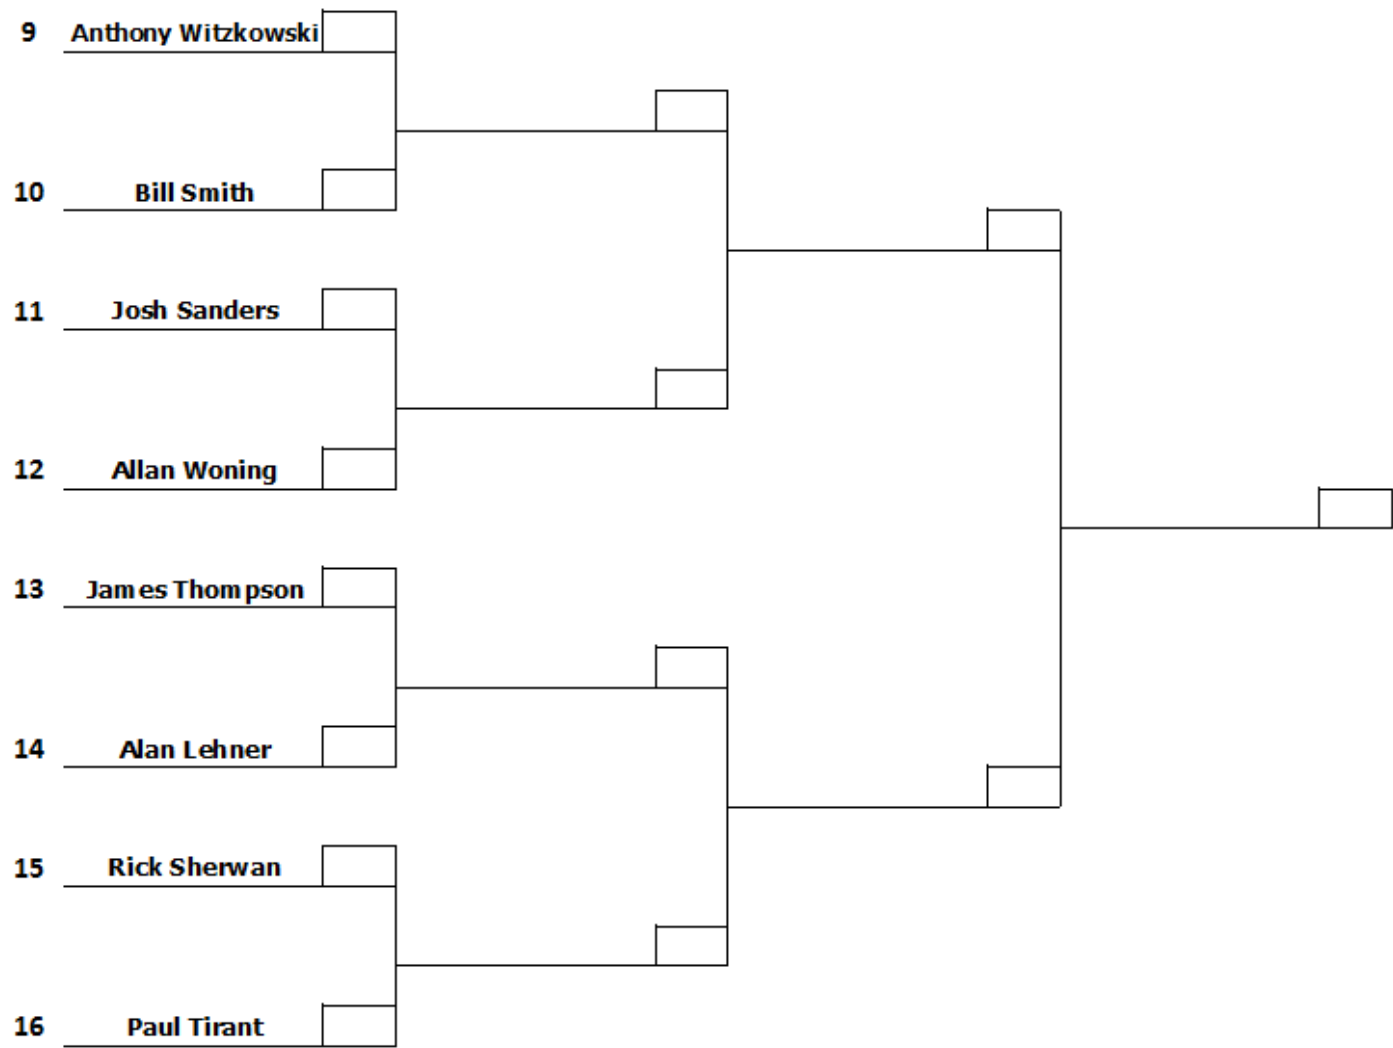 9 Anthony Witzkowski
10 Bill Smith
11 Josh Sanders
12 Allan Woning
13 James Thompson
14 Alan Lehner
15 Rick Sherwan
16 Paul Tirant